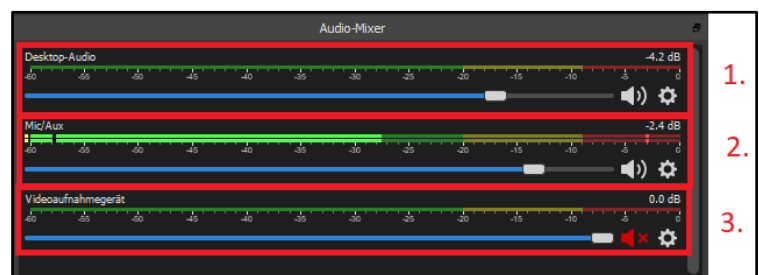 Audio-Mixer
Desktop-Audio -4.2 dB
-60 -55 -50 -45 -40 -35 -30 -25 -20 -15 -10 -5 0
1.
Mic/Aux -2.4 dB
-60 -55 -50 -45 -40 -35 -30 -25 -20 -15 -10 -5 0
2.
Videoaufnahmegerät 0.0 dB
-60 -55 -50 -45 -40 -35 -30 -25 -20 -15 -10 -5 0
3.